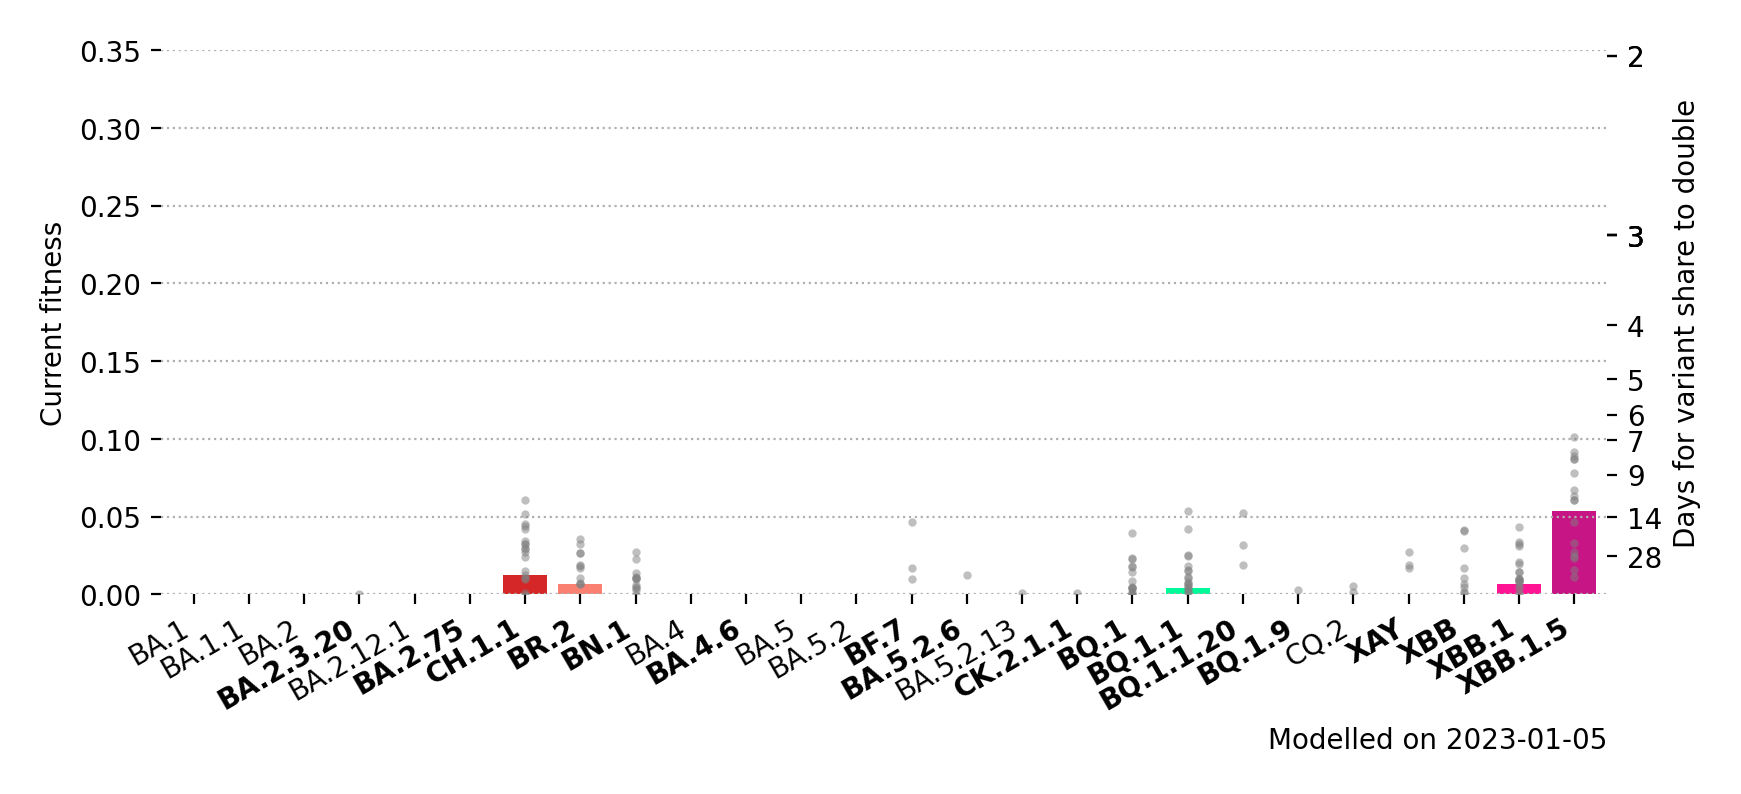 Current fitness
0.35
0.30
0.25
0.20
0.15
0.10
0.05
0.00
2
3
4
5
6
7
9
14
28
Days for variant share to double
BA.1
BA.1.1
BA.2
BA.2.3.20
BA.2.12.1
BA.2.75
CH.1.1
BR.2
BN.1
BA.4
BA.4.6
BA.5
BA.5.2
BF.7
BA.5.2.6
BA.5.2.13
CK.2.1.1
BQ.1
BQ.1.1
BQ.1.1.20
BQ.1.9
CQ.2
XAY
XBB
XBB.1
XBB.1.5
Modelled on 2023-01-05